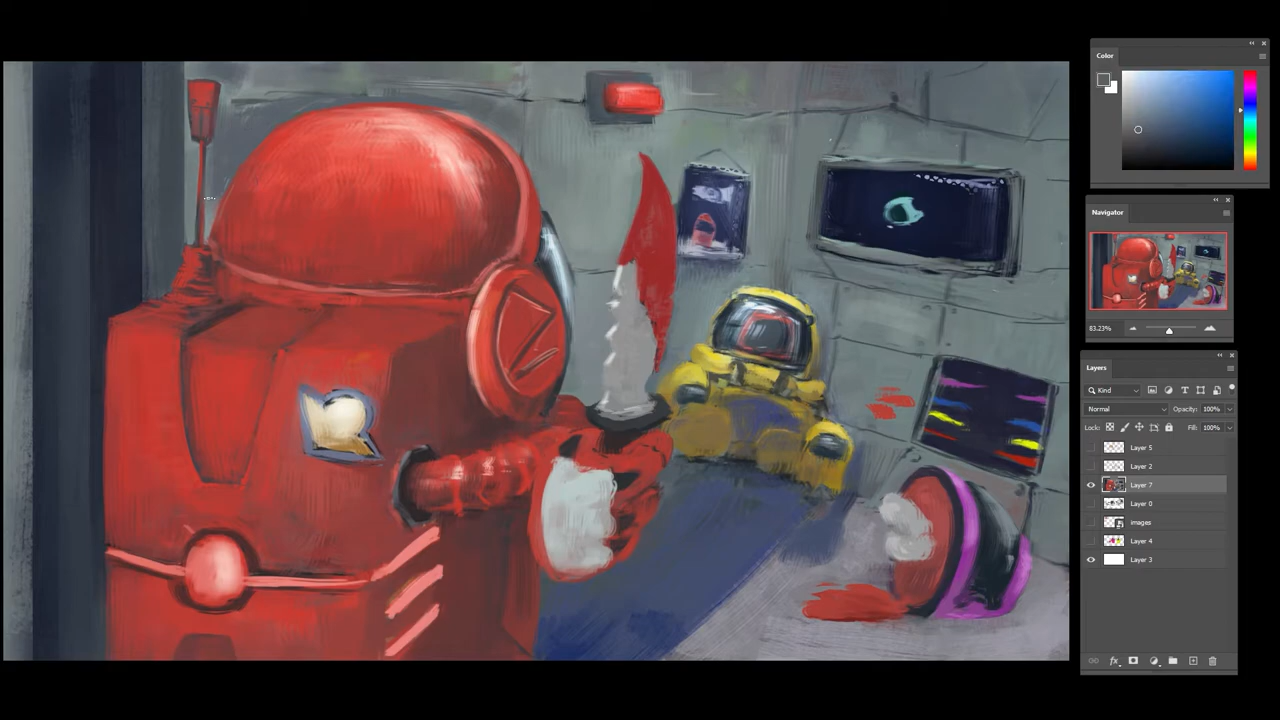 Color
Navigator
83.23%
Layers
Kind
Normal
Opacity: 100%
Lock:
Fill: 100%
Layer 5
Layer 2
Layer 7
Layer 0
images
Layer 4
Layer 3
fx